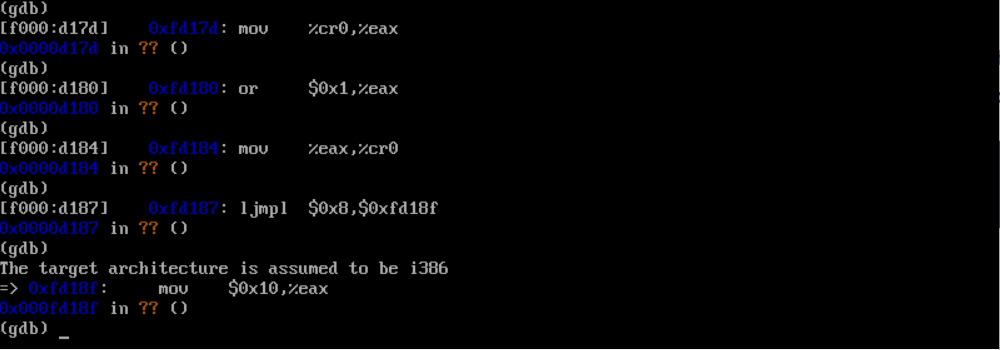 (gdb)
[f000:d17d]    0xfd17d: mov    %cr0,%eax
0x0000d17d in ?? ()
(gdb)
[f000:d180]    0xfd180: or     $0x1,%eax
0x0000d180 in ?? ()
(gdb)
[f000:d184]    0xfd184: mov    %eax,%cr0
0x0000d184 in ?? ()
(gdb)
[f000:d187]    0xfd187: ljmpl  $0x8,$0xfd18f
0x0000d187 in ?? ()
(gdb)
The target architecture is assumed to be i386
=> 0xfd18f:     mov    $0x10,%eax
0x000fd18f in ?? ()
(gdb) _